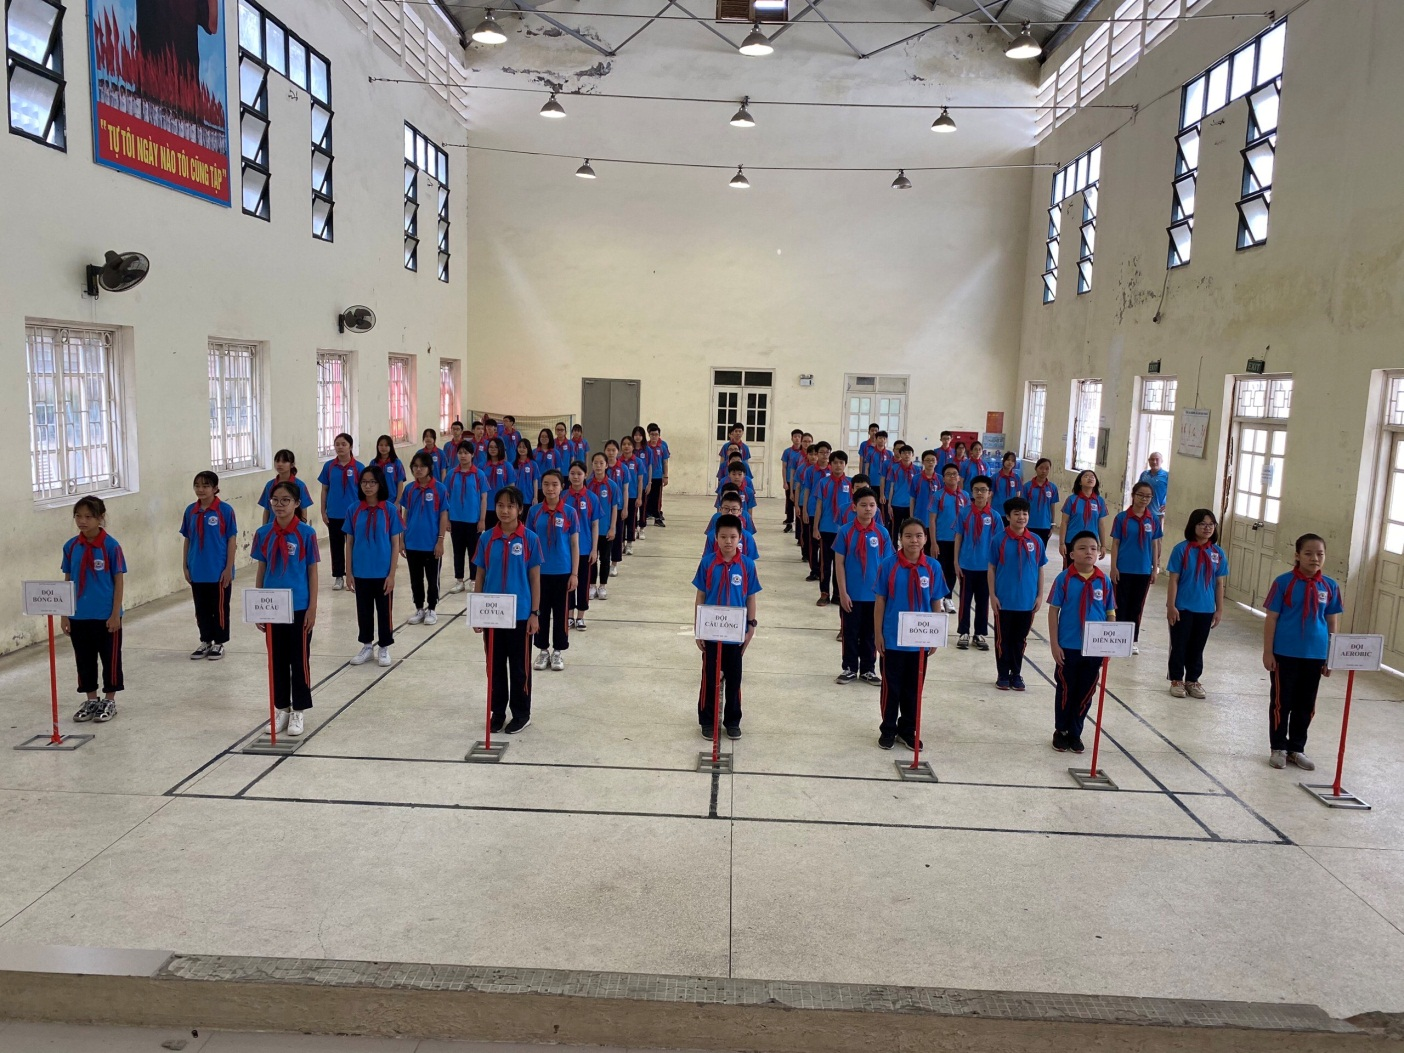 "TỰ TÔI NGÀY NÀO TÔI CŨNG TẬP"
ĐỘI
BÓNG ĐÁ
ĐỘI
ĐÁ CẦU
ĐỘI
CỜ VUA
ĐỘI
CẦU LÔNG
ĐỘI
BÓNG RỔ
ĐỘI
ĐIỀN KINH
ĐỘI
AEROBIC